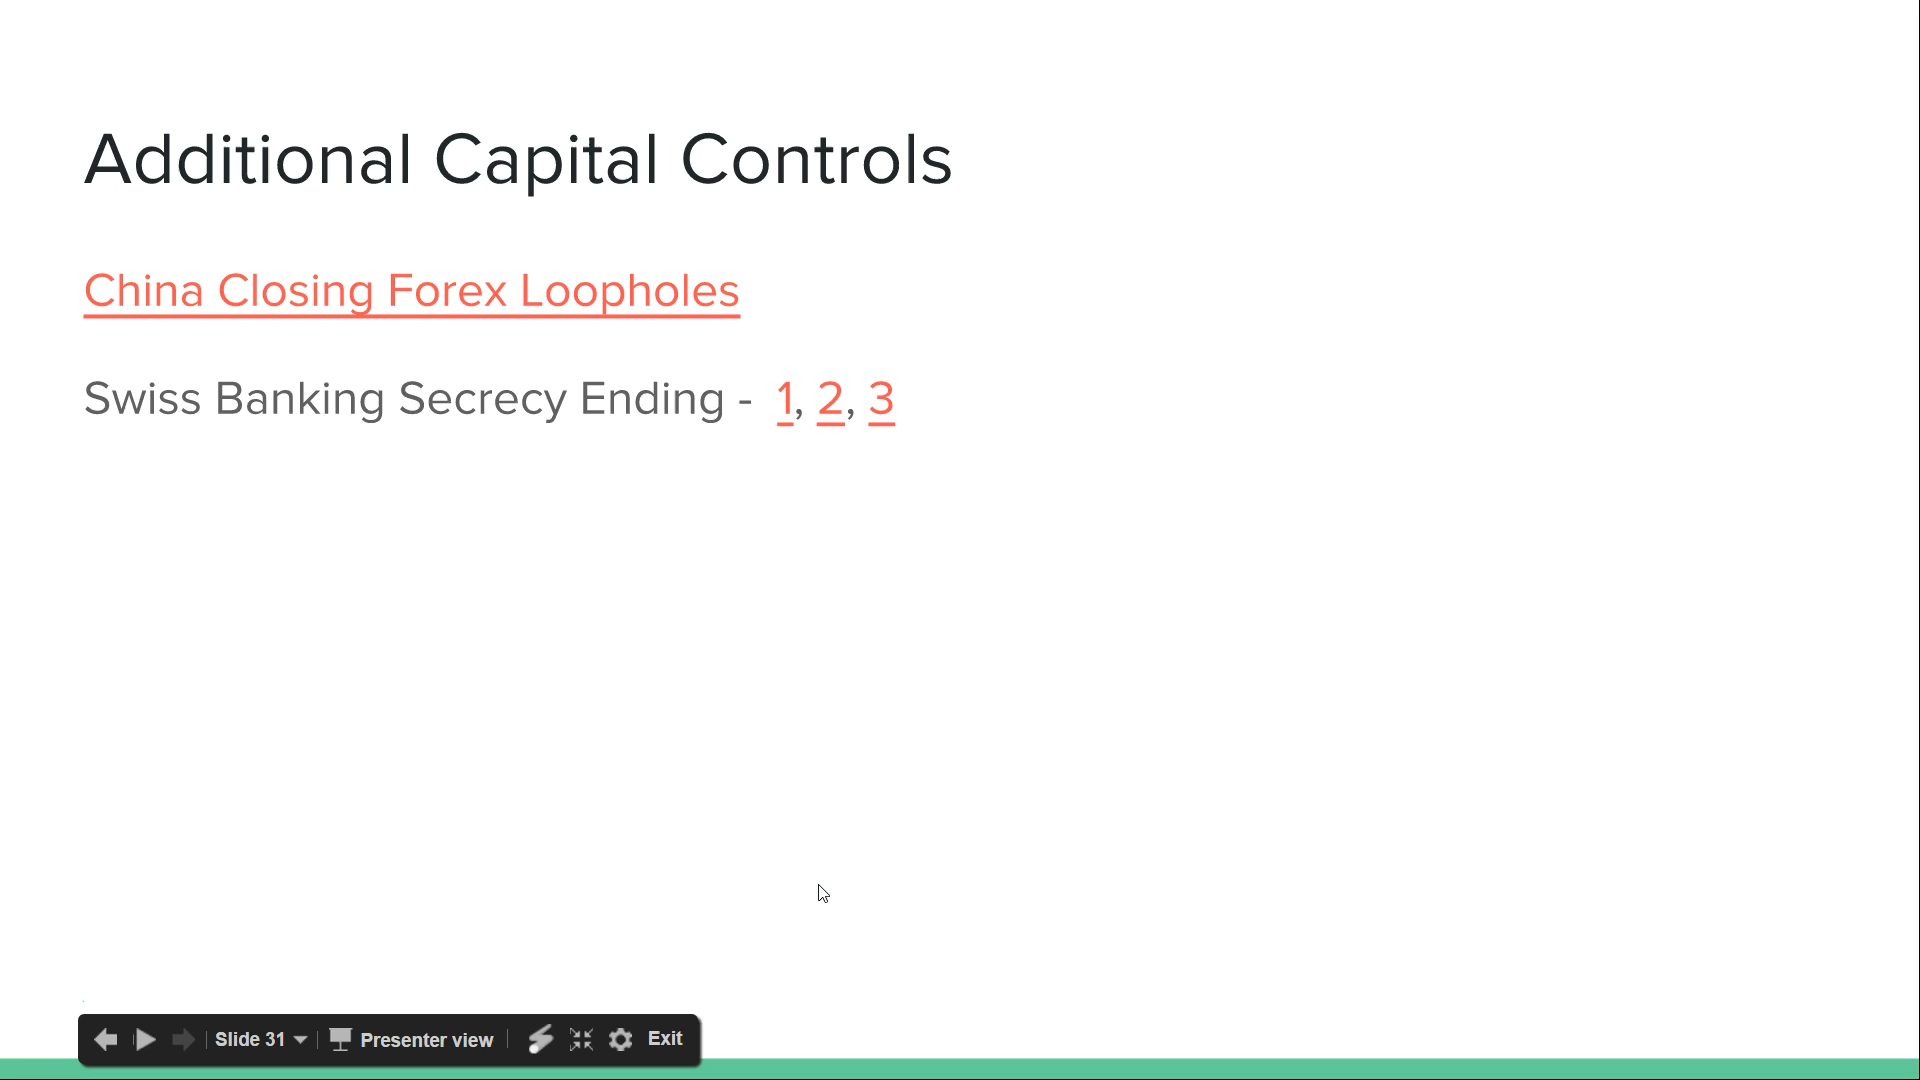 Additional Capital Controls
China Closing Forex Loopholes
Swiss Banking Secrecy Ending - 1, 2, 3
Slide 31 Presenter view Exit